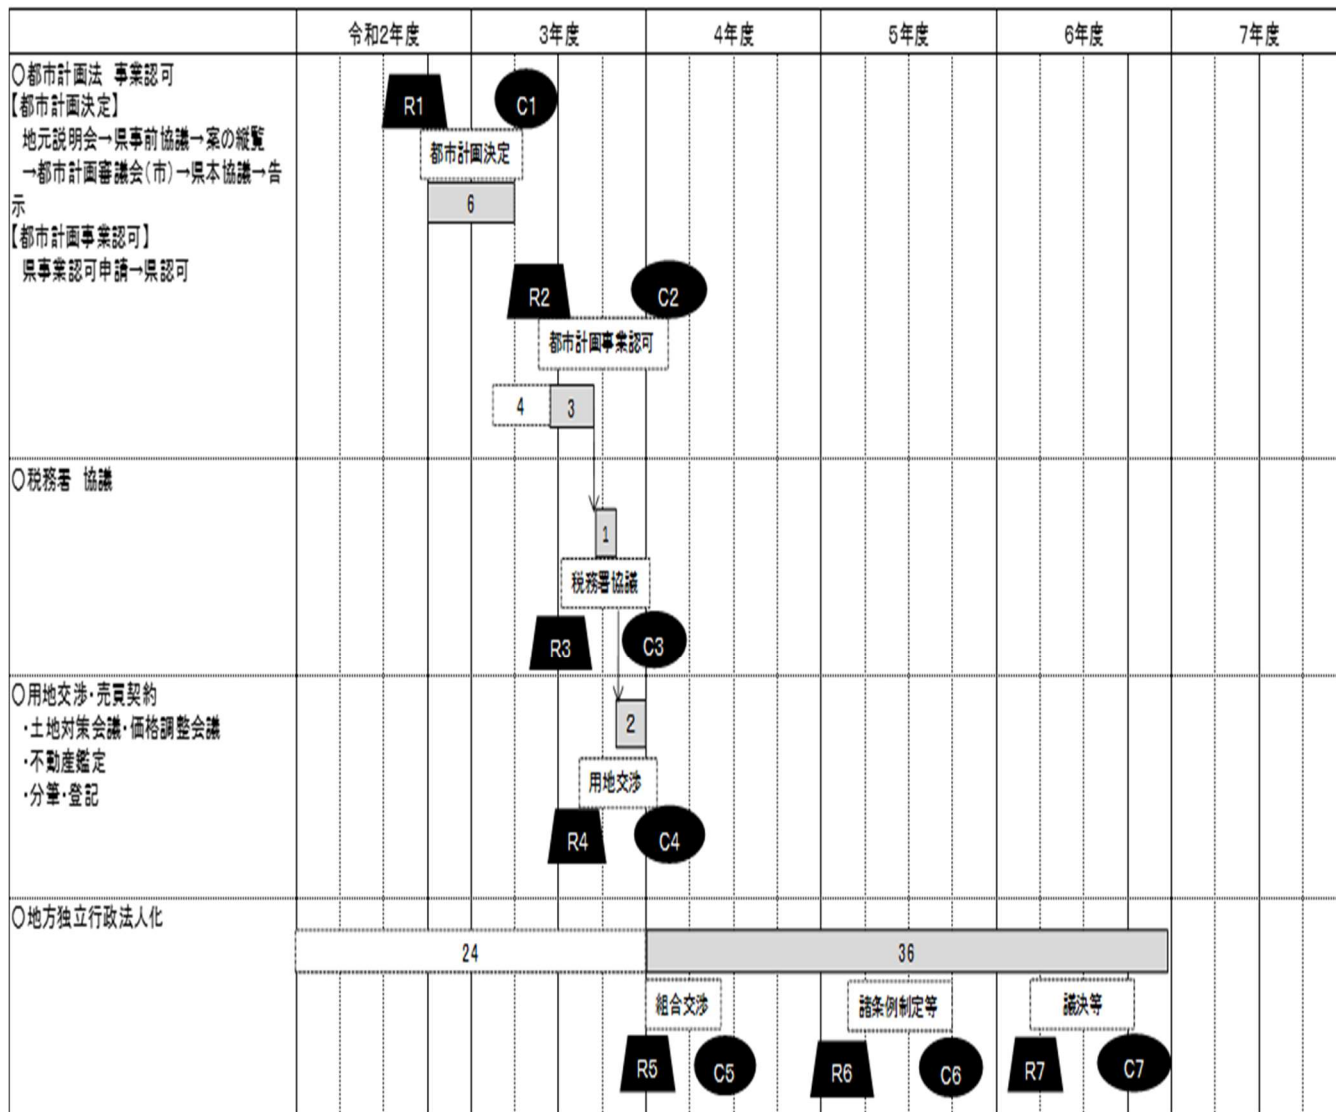 令和2年度 3年度 4年度 5年度 6年度 7年度
○都市計画法 事業認可
【都市計画決定】
地元説明会→県事前協議→案の縦覧
→都市計画審議会(市)→県本協議→告
示
【都市計画事業認可】
県事業認可申請→県認可
R1 C1
都市計画決定
6
R2 C2
都市計画事業認可
4 3
○税務署 協議
1
税務署協議
R3 C3
○用地交渉・売買契約
・土地対策会議・価格調整会議
・不動産鑑定
・分筆・登記
2
用地交渉
R4 C4
○地方独立行政法人化
24 36
組合交渉 諸条例制定等 議決等
R5 C5 R6 C6 R7 C7